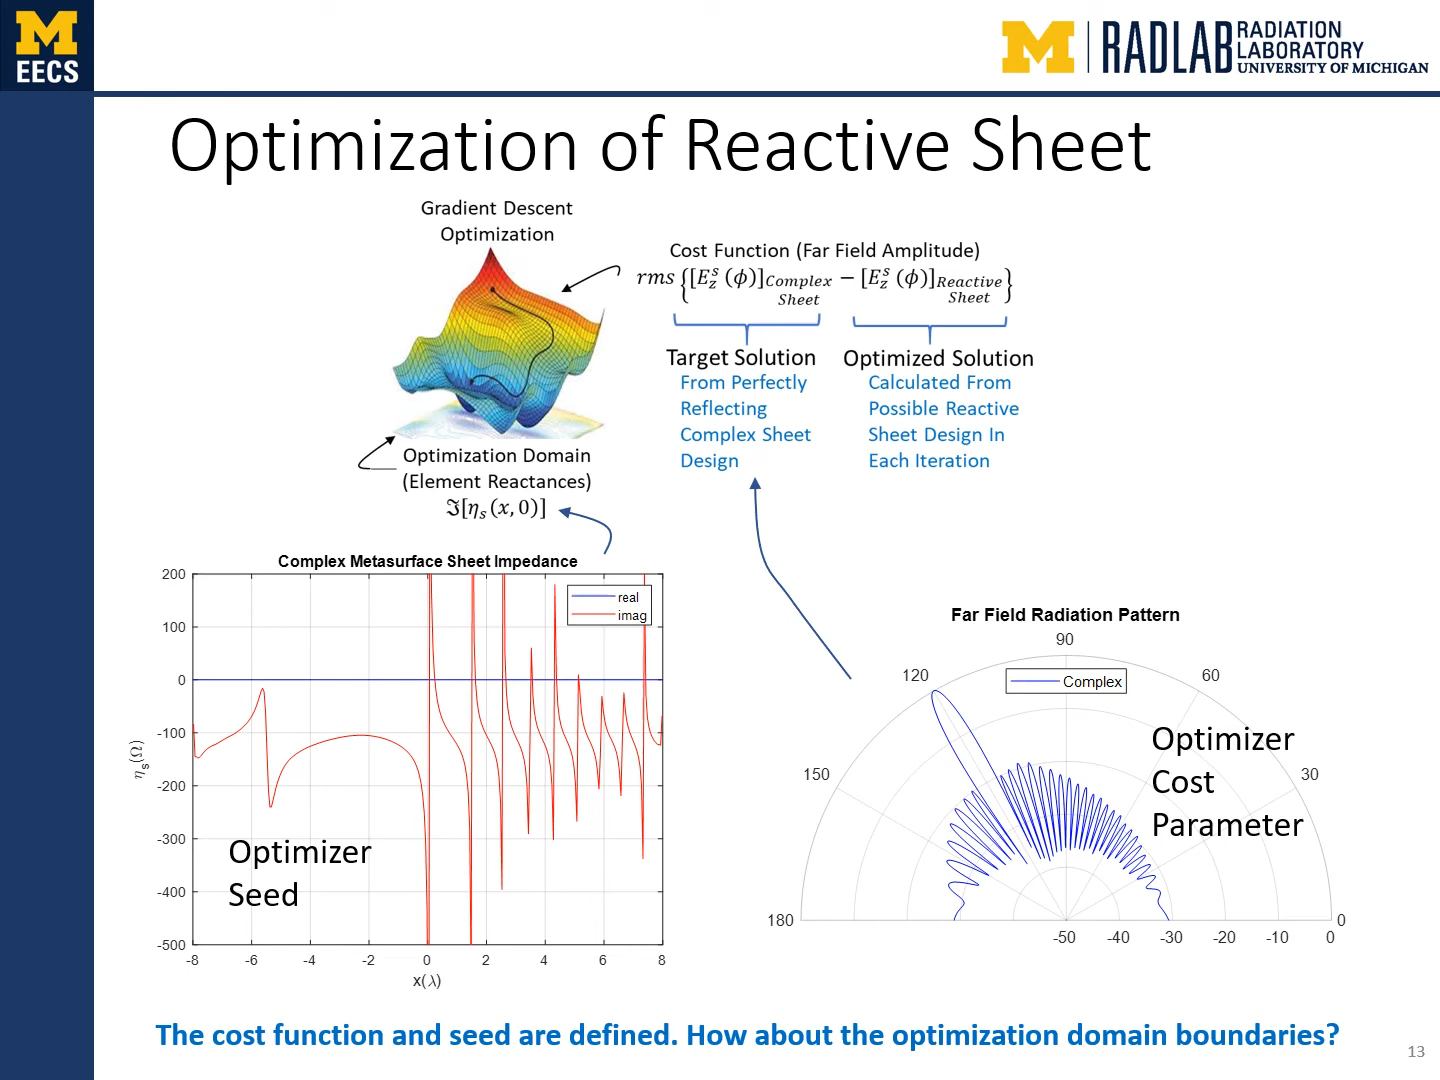 M
EECS
M RADLAB RADIATION
LABORATORY
UNIVERSITY OF MICHIGAN
Optimization of Reactive Sheet
Gradient Descent
Optimization
Cost Function (Far Field Amplitude)
rms {[E_z^s (ϕ)]_Complex Sheet − [E_z^s (ϕ)]_Reactive Sheet}
Target Solution
From Perfectly
Reflecting
Complex Sheet
Design
Optimized Solution
Calculated From
Possible Reactive
Sheet Design In
Each Iteration
Optimization Domain
(Element Reactances)
ℑ[η_s(x, 0)]
Complex Metasurface Sheet Impedance
200
100
0
-100
-200
-300
-400
-500
η_s(Ω)
real
imag
Optimizer
Seed
-8 -6 -4 -2 0 2 4 6 8
x(λ)
Far Field Radiation Pattern
90
120
60
Complex
150
30
Optimizer
Cost
Parameter
180
0
-50 -40 -30 -20 -10 0
The cost function and seed are defined. How about the optimization domain boundaries?
13